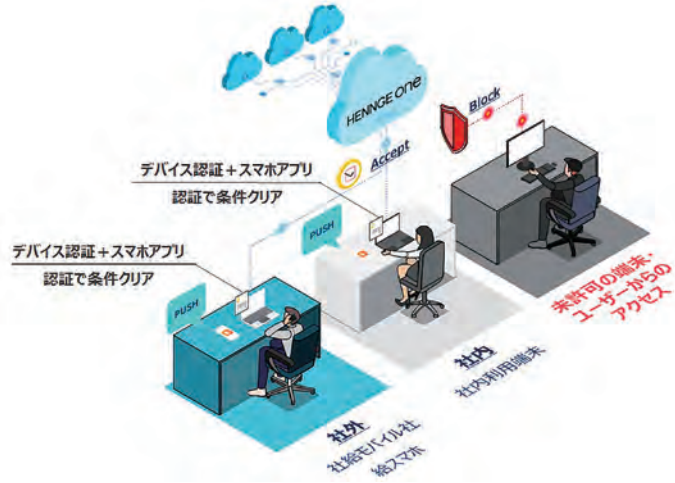 HENNGE one
Block
Accept
デバイス認証+スマホアプリ
認証で条件クリア
PUSH
デバイス認証+スマホアプリ
認証で条件クリア
PUSH
未許可の端末・
ユーザーからの
アクセス
社内
社内利用端末
社外
社給モバイル社
給スマホ